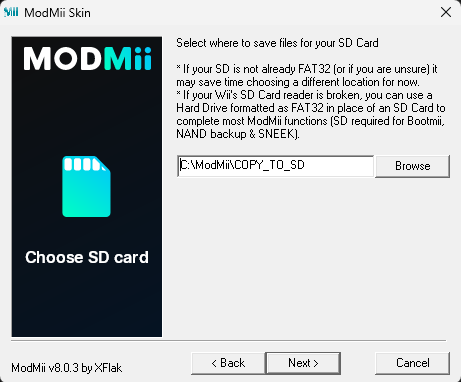 ModMii Skin
MODMii
Choose SD card
Select where to save files for your SD Card
* If your SD is not already FAT32 (or if you are unsure) it
may save time choosing a different location for now.
* If your Wii's SD Card reader is broken, you can use a
Hard Drive formatted as FAT32 in place of an SD Card to
complete most ModMii functions (SD required for Bootmii,
NAND backup & SNEEK).
C:\ModMii\COPY_TO_SD
Browse
ModMii v8.0.3 by XFlak
< Back
Next >
Cancel